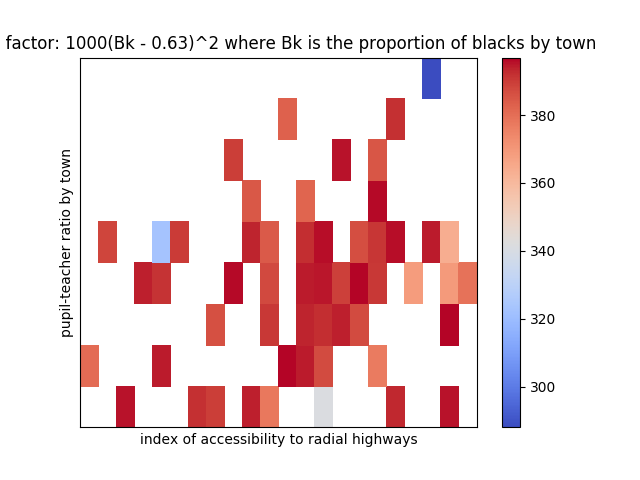 factor: 1000(Bk - 0.63)^2 where Bk is the proportion of blacks by town
pupil-teacher ratio by town
index of accessibility to radial highways
380
360
340
320
300